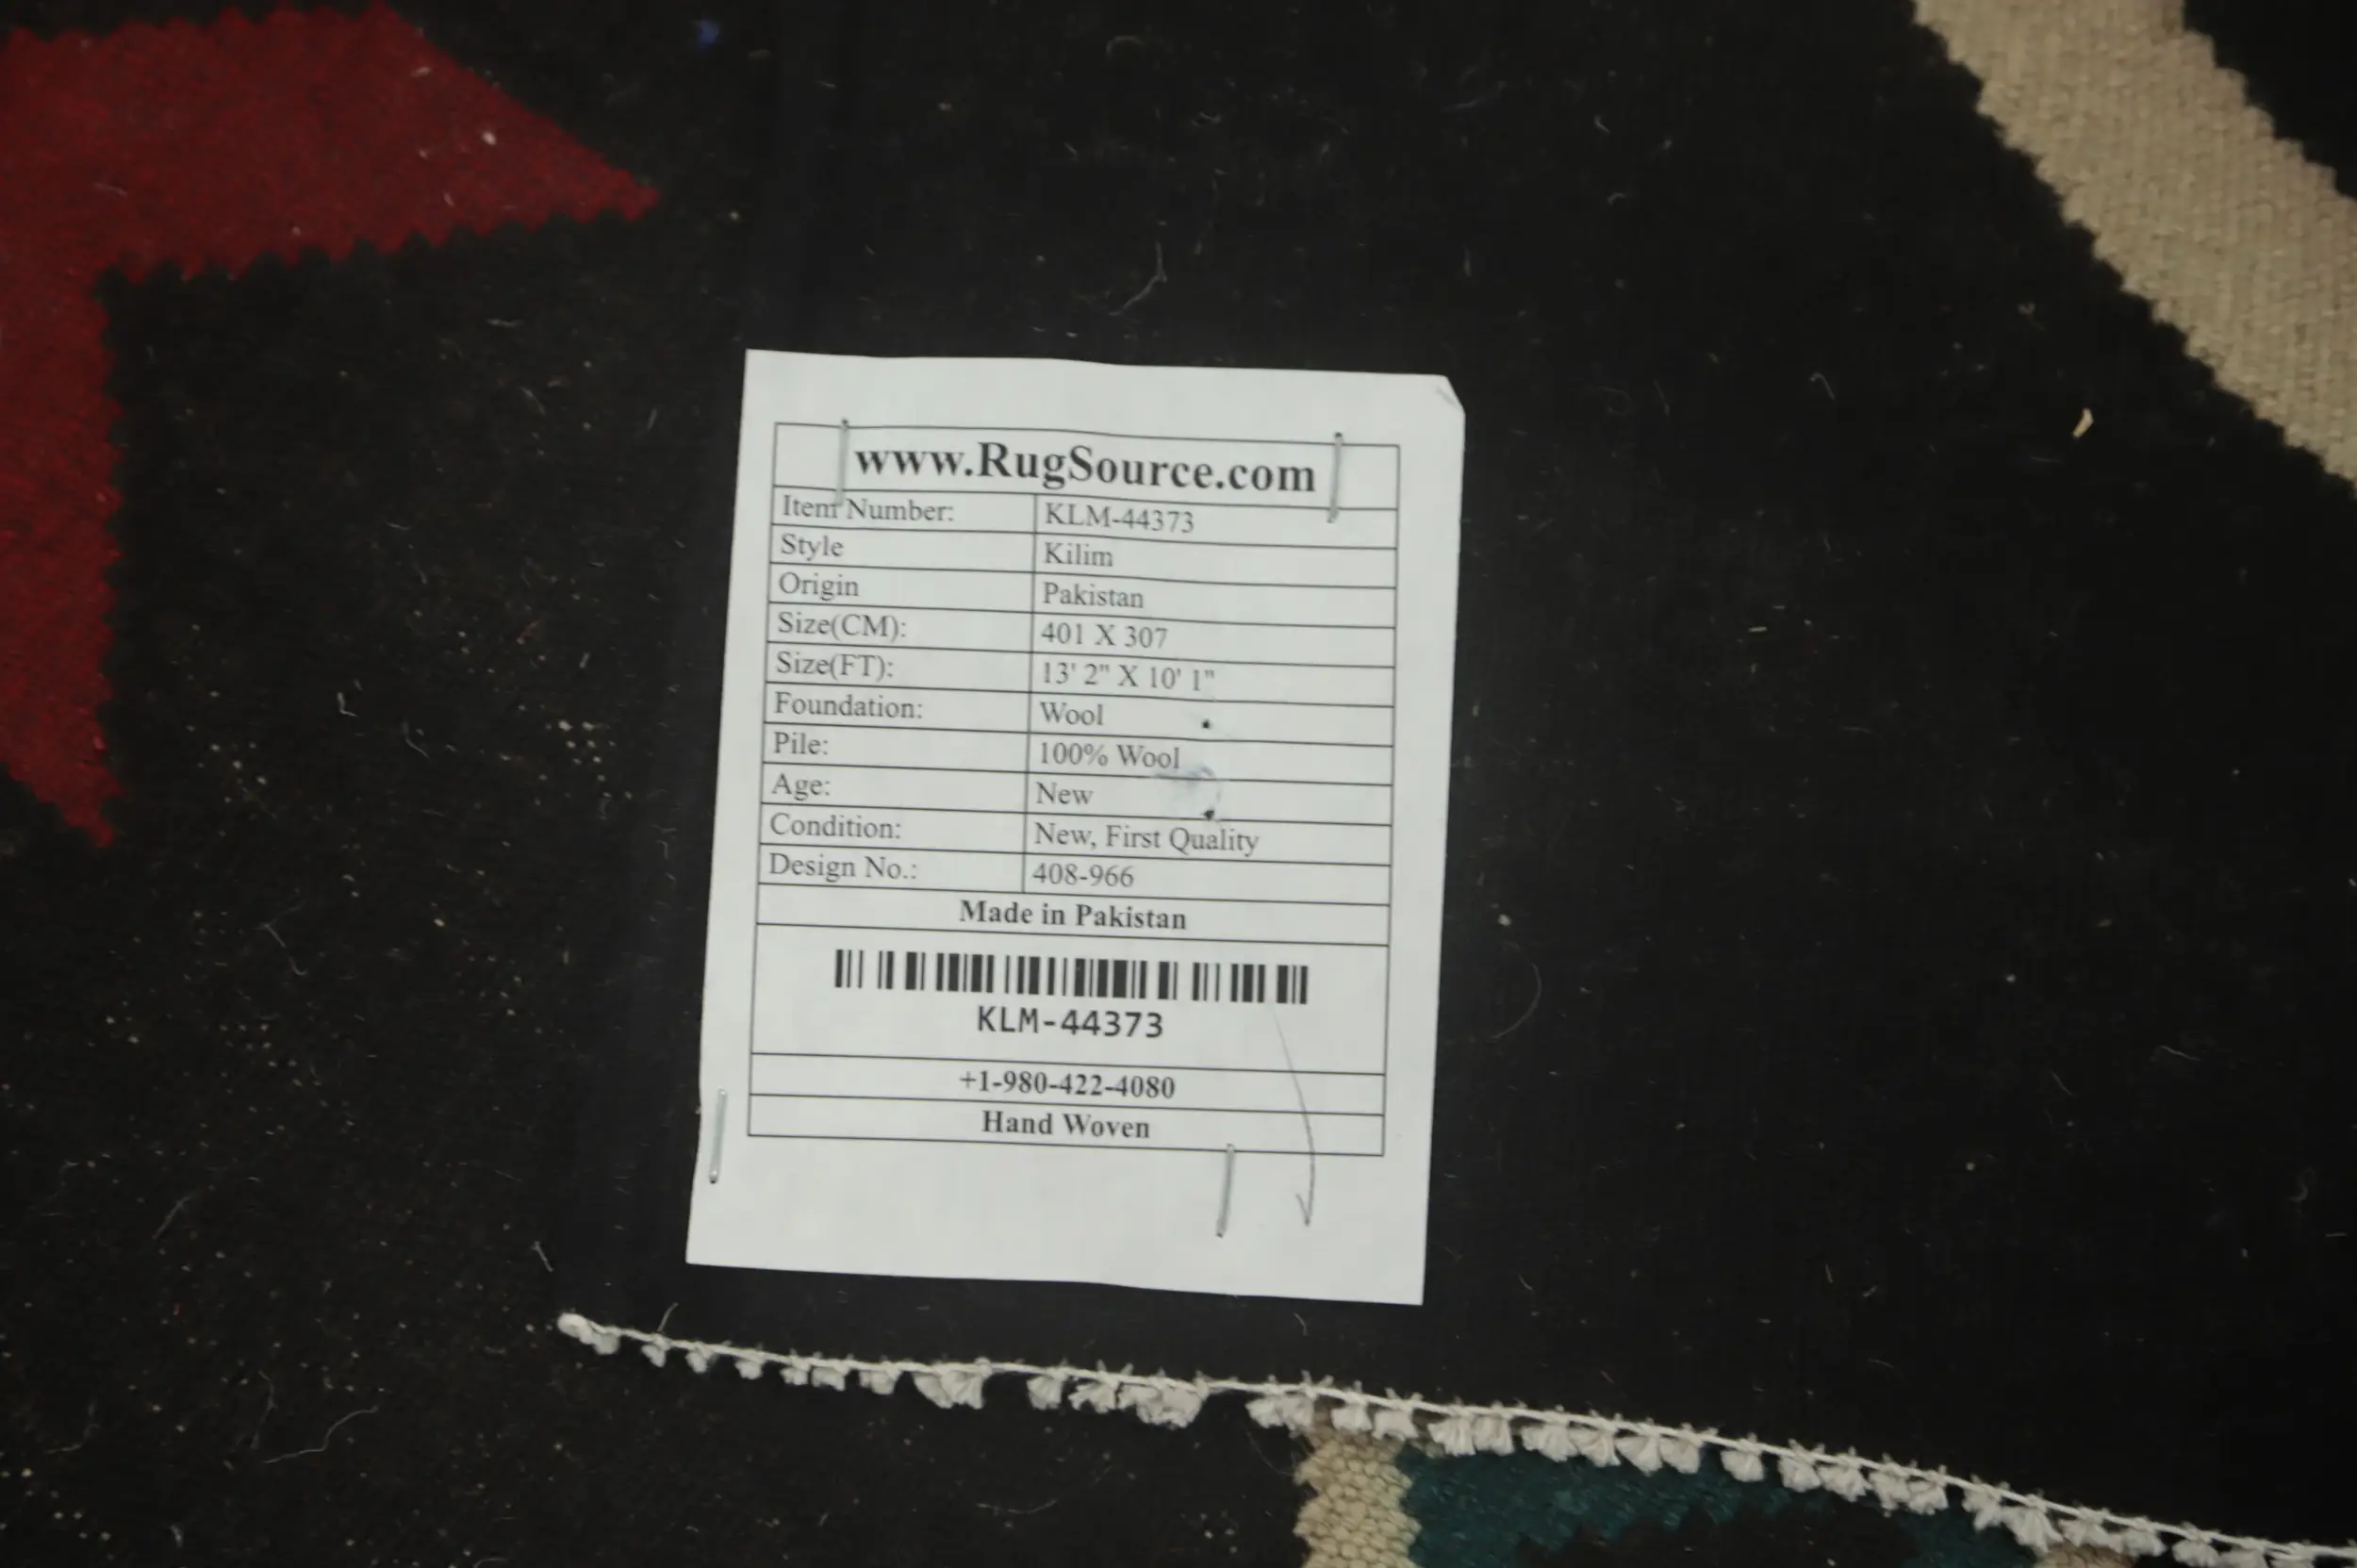 www.RugSource.com
Item Number: KLM-44373
Style Kilim
Origin Pakistan
Size(CM): 401 X 307
Size(FT): 13' 2" X 10' 1"
Foundation: Wool
Pile: 100% Wool
Age: New
Condition: New, First Quality
Design No.: 408-966
Made in Pakistan
KLM-44373
+1-980-422-4080
Hand Woven